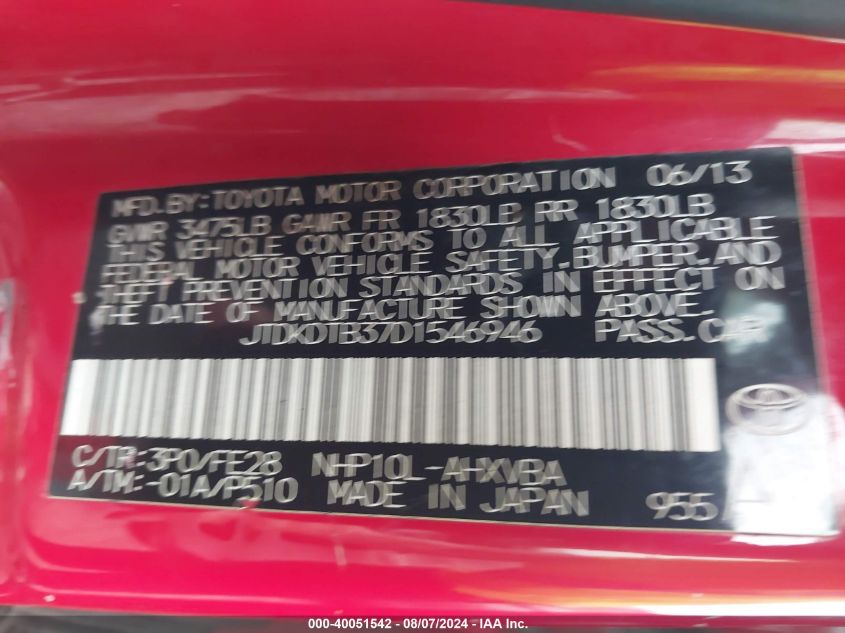 MFD.BY:TOYOTA MOTOR CORPORATION 06/13
GVWR 3475LB GAWR FR 1830LB RR 1830LB
THIS VEHICLE CONFORMS TO ALL APPLICABLE
FEDERAL MOTOR VEHICLE SAFETY,BUMPER,AND
THEFT PREVENTION STANDARDS IN EFFECT ON
THE DATE OF MANUFACTURE SHOWN ABOVE.
JTDKDTB37D1546946 PASS.CAR
C/TR:3P0/FE28 NHP10L-AHXVBA
A/TM:-01A/P510 MADE IN JAPAN 955
000-40051542 - 08/07/2024 - © IAA Inc.